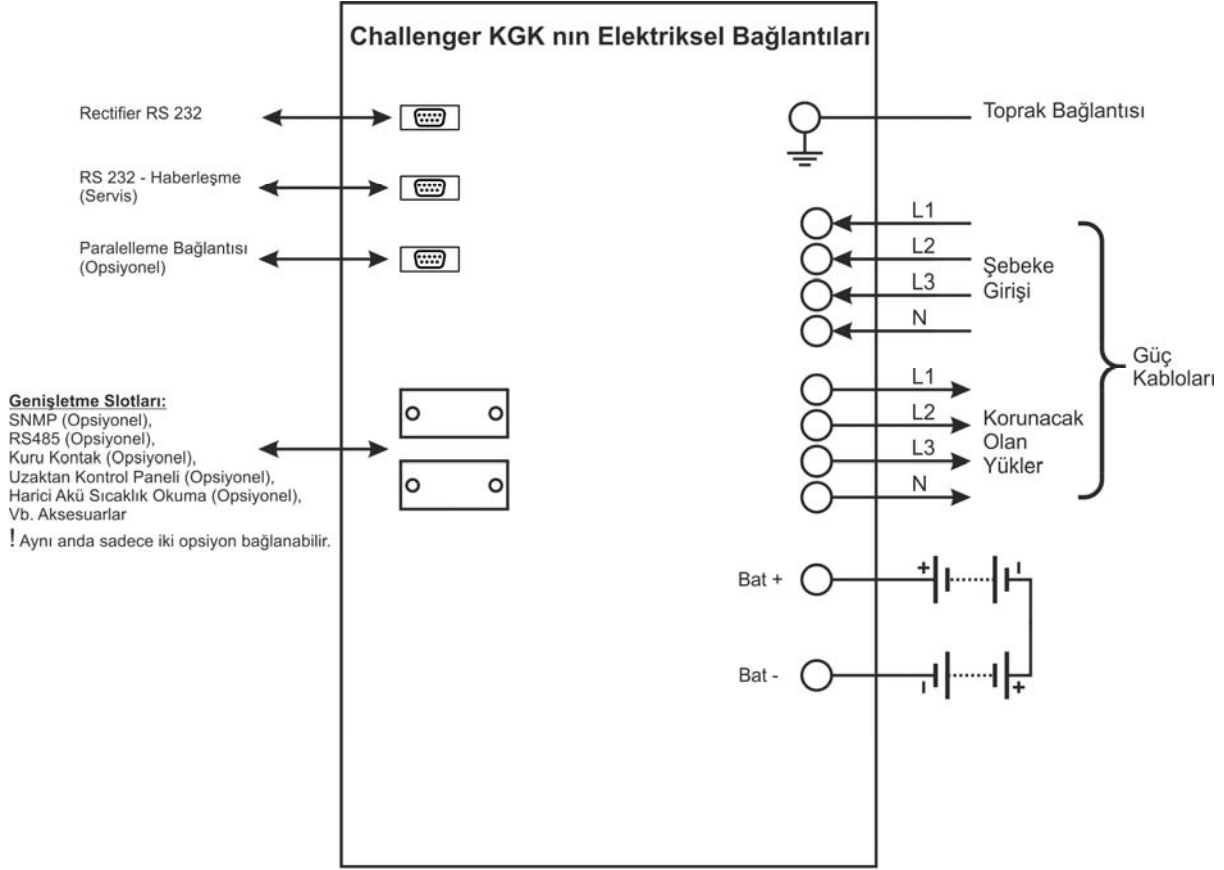 Challenger KGK nın Elektriksel Bağlantıları
Rectifier RS 232
RS 232 - Haberleşme
(Servis)
Paralelleme Bağlantısı
(Opsiyonel)
Genişletme Slotları:
SNMP (Opsiyonel),
RS485 (Opsiyonel),
Kuru Kontak (Opsiyonel),
Uzaktan Kontrol Paneli (Opsiyonel),
Harici Akü Sıcaklık Okuma (Opsiyonel),
Vb. Aksesuarlar
! Aynı anda sadece iki opsiyon bağlanabilir.
Toprak Bağlantısı
L1
L2
L3
N
Şebeke
Girişi
L1
L2
L3
N
Korunacak
Olan
Yükler
Güç
Kabloları
Bat +
+
-
Bat -
-
+